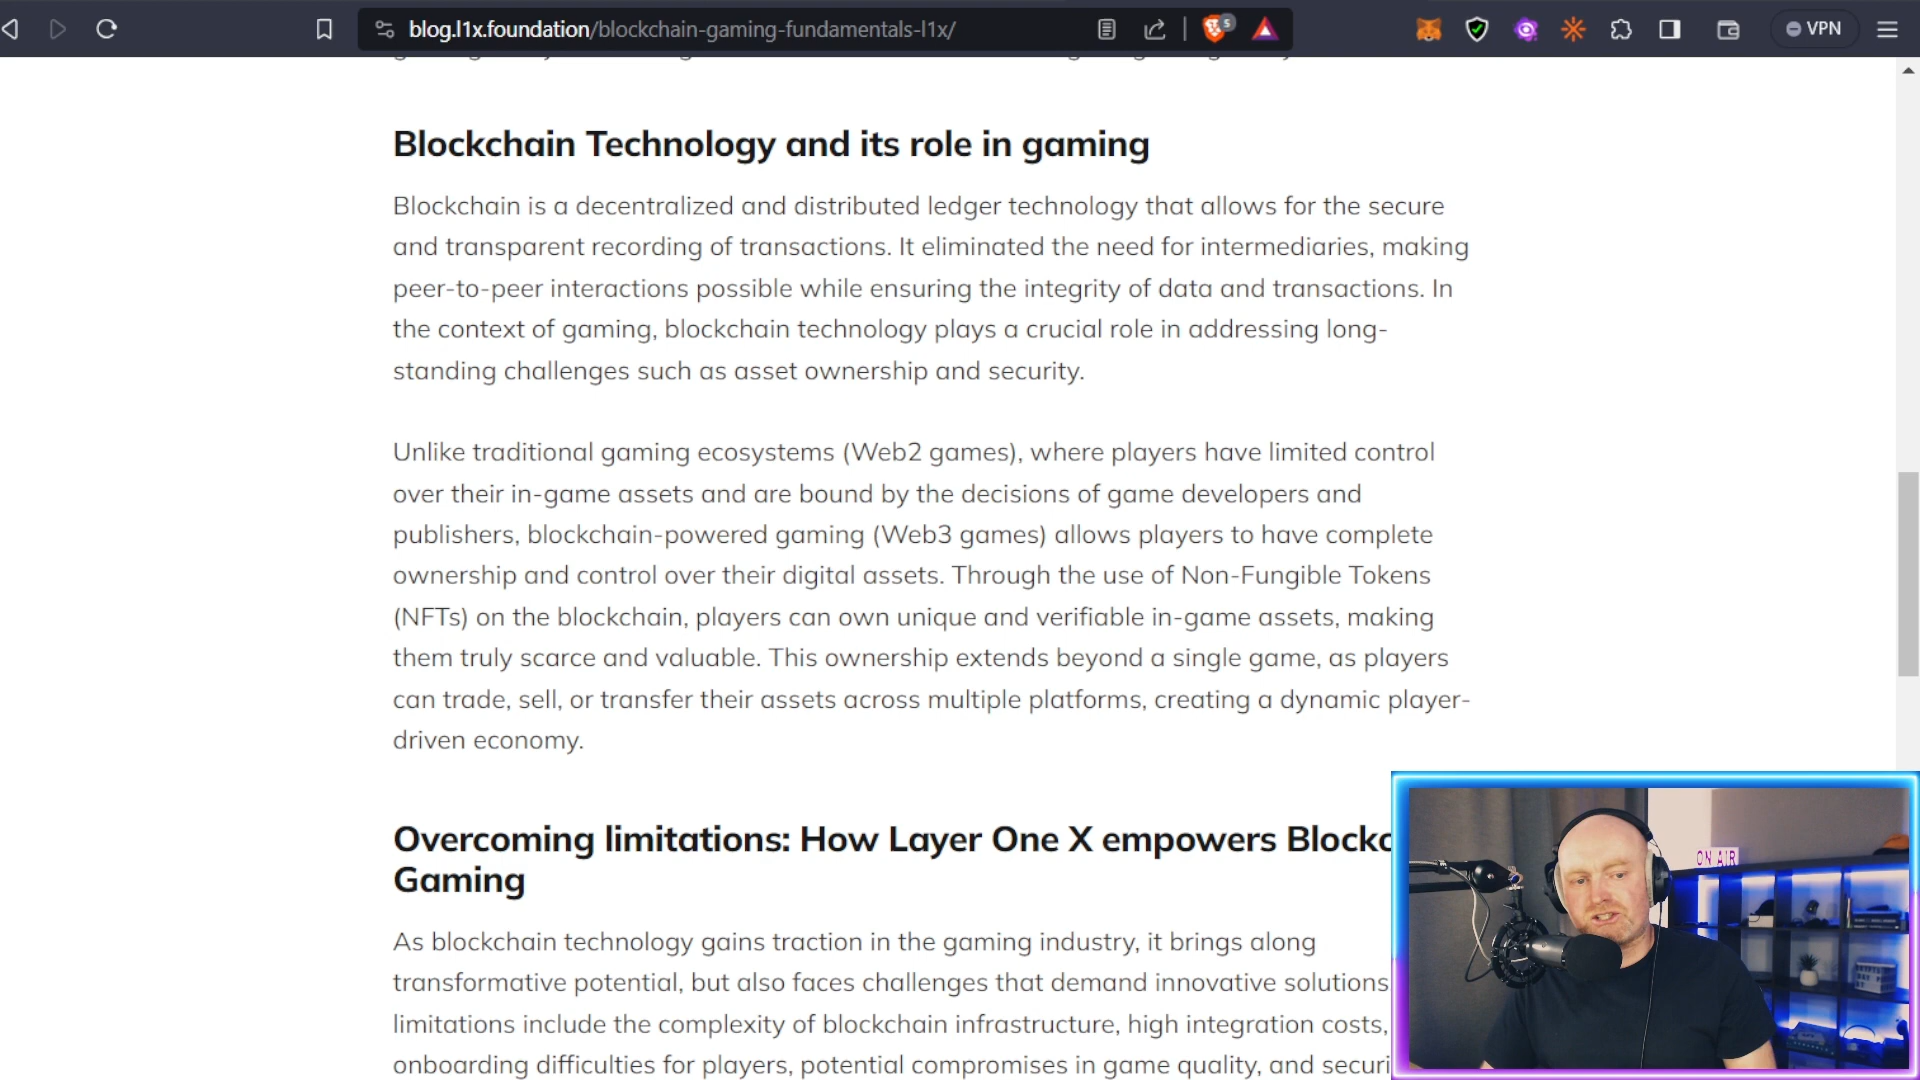 blog.l1x.foundation/blockchain-gaming-fundamentals-l1x/
5
VPN
Blockchain Technology and its role in gaming
Blockchain is a decentralized and distributed ledger technology that allows for the secure
and transparent recording of transactions. It eliminated the need for intermediaries, making
peer-to-peer interactions possible while ensuring the integrity of data and transactions. In
the context of gaming, blockchain technology plays a crucial role in addressing long-
standing challenges such as asset ownership and security.
Unlike traditional gaming ecosystems (Web2 games), where players have limited control
over their in-game assets and are bound by the decisions of game developers and
publishers, blockchain-powered gaming (Web3 games) allows players to have complete
ownership and control over their digital assets. Through the use of Non-Fungible Tokens
(NFTs) on the blockchain, players can own unique and verifiable in-game assets, making
them truly scarce and valuable. This ownership extends beyond a single game, as players
can trade, sell, or transfer their assets across multiple platforms, creating a dynamic player-
driven economy.
Overcoming limitations: How Layer One X empowers Blockc
Gaming
As blockchain technology gains traction in the gaming industry, it brings along
transformative potential, but also faces challenges that demand innovative solutions
limitations include the complexity of blockchain infrastructure, high integration costs,
onboarding difficulties for players, potential compromises in game quality, and securi
ON AIR